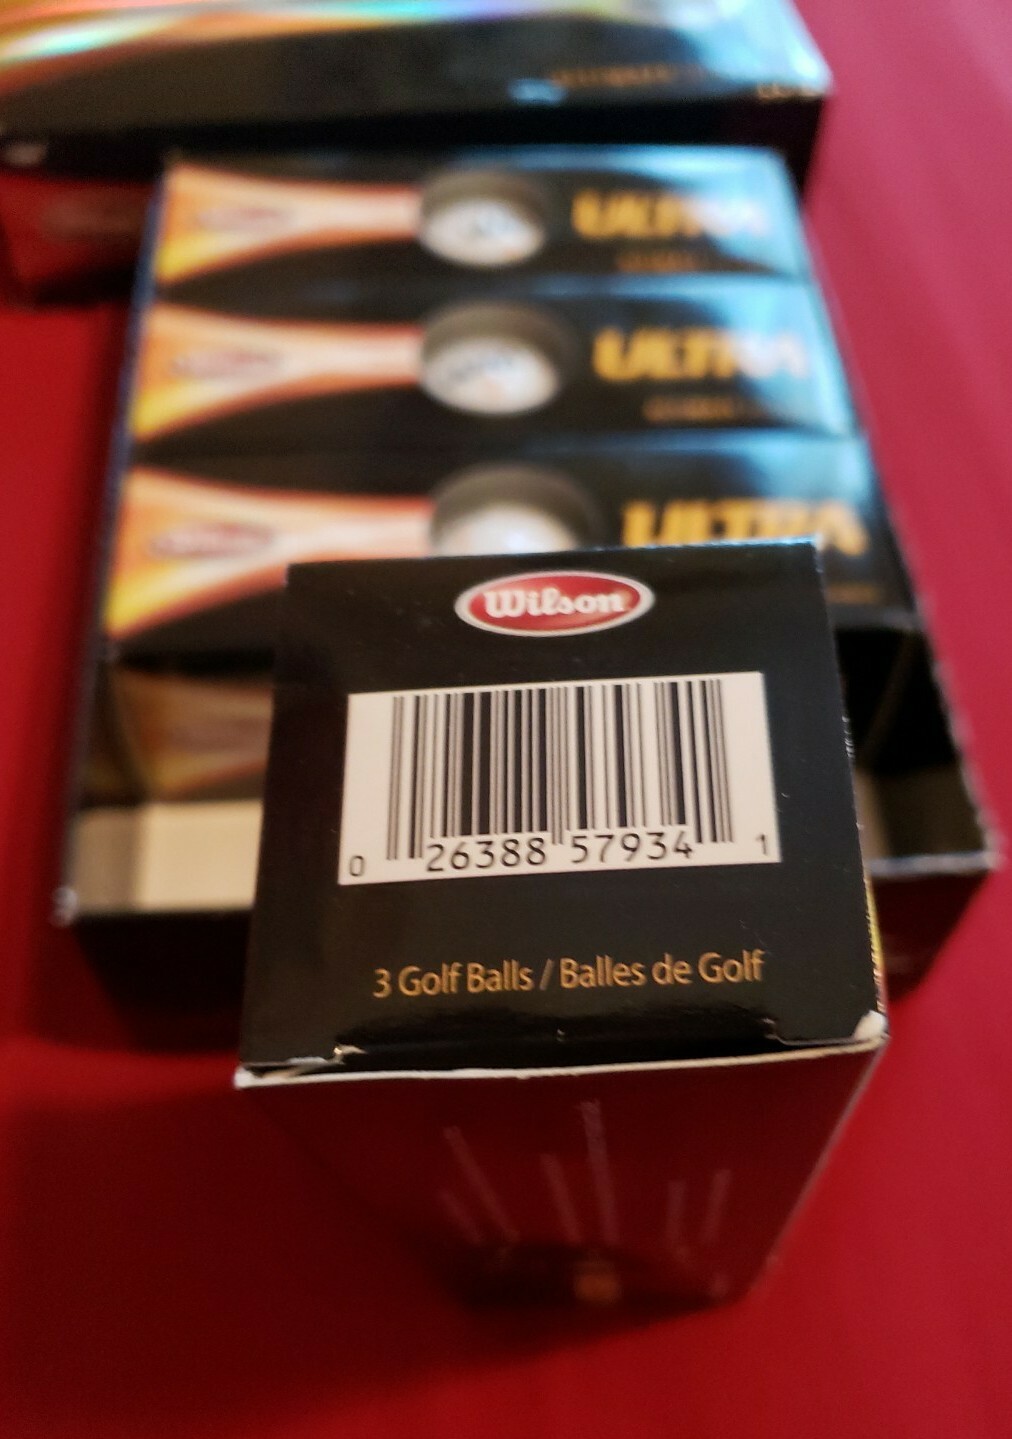 ULTRA
ULTRA
ULTRA
Wilson
0 26388 57934 1
3 Golf Balls / Balles de Golf